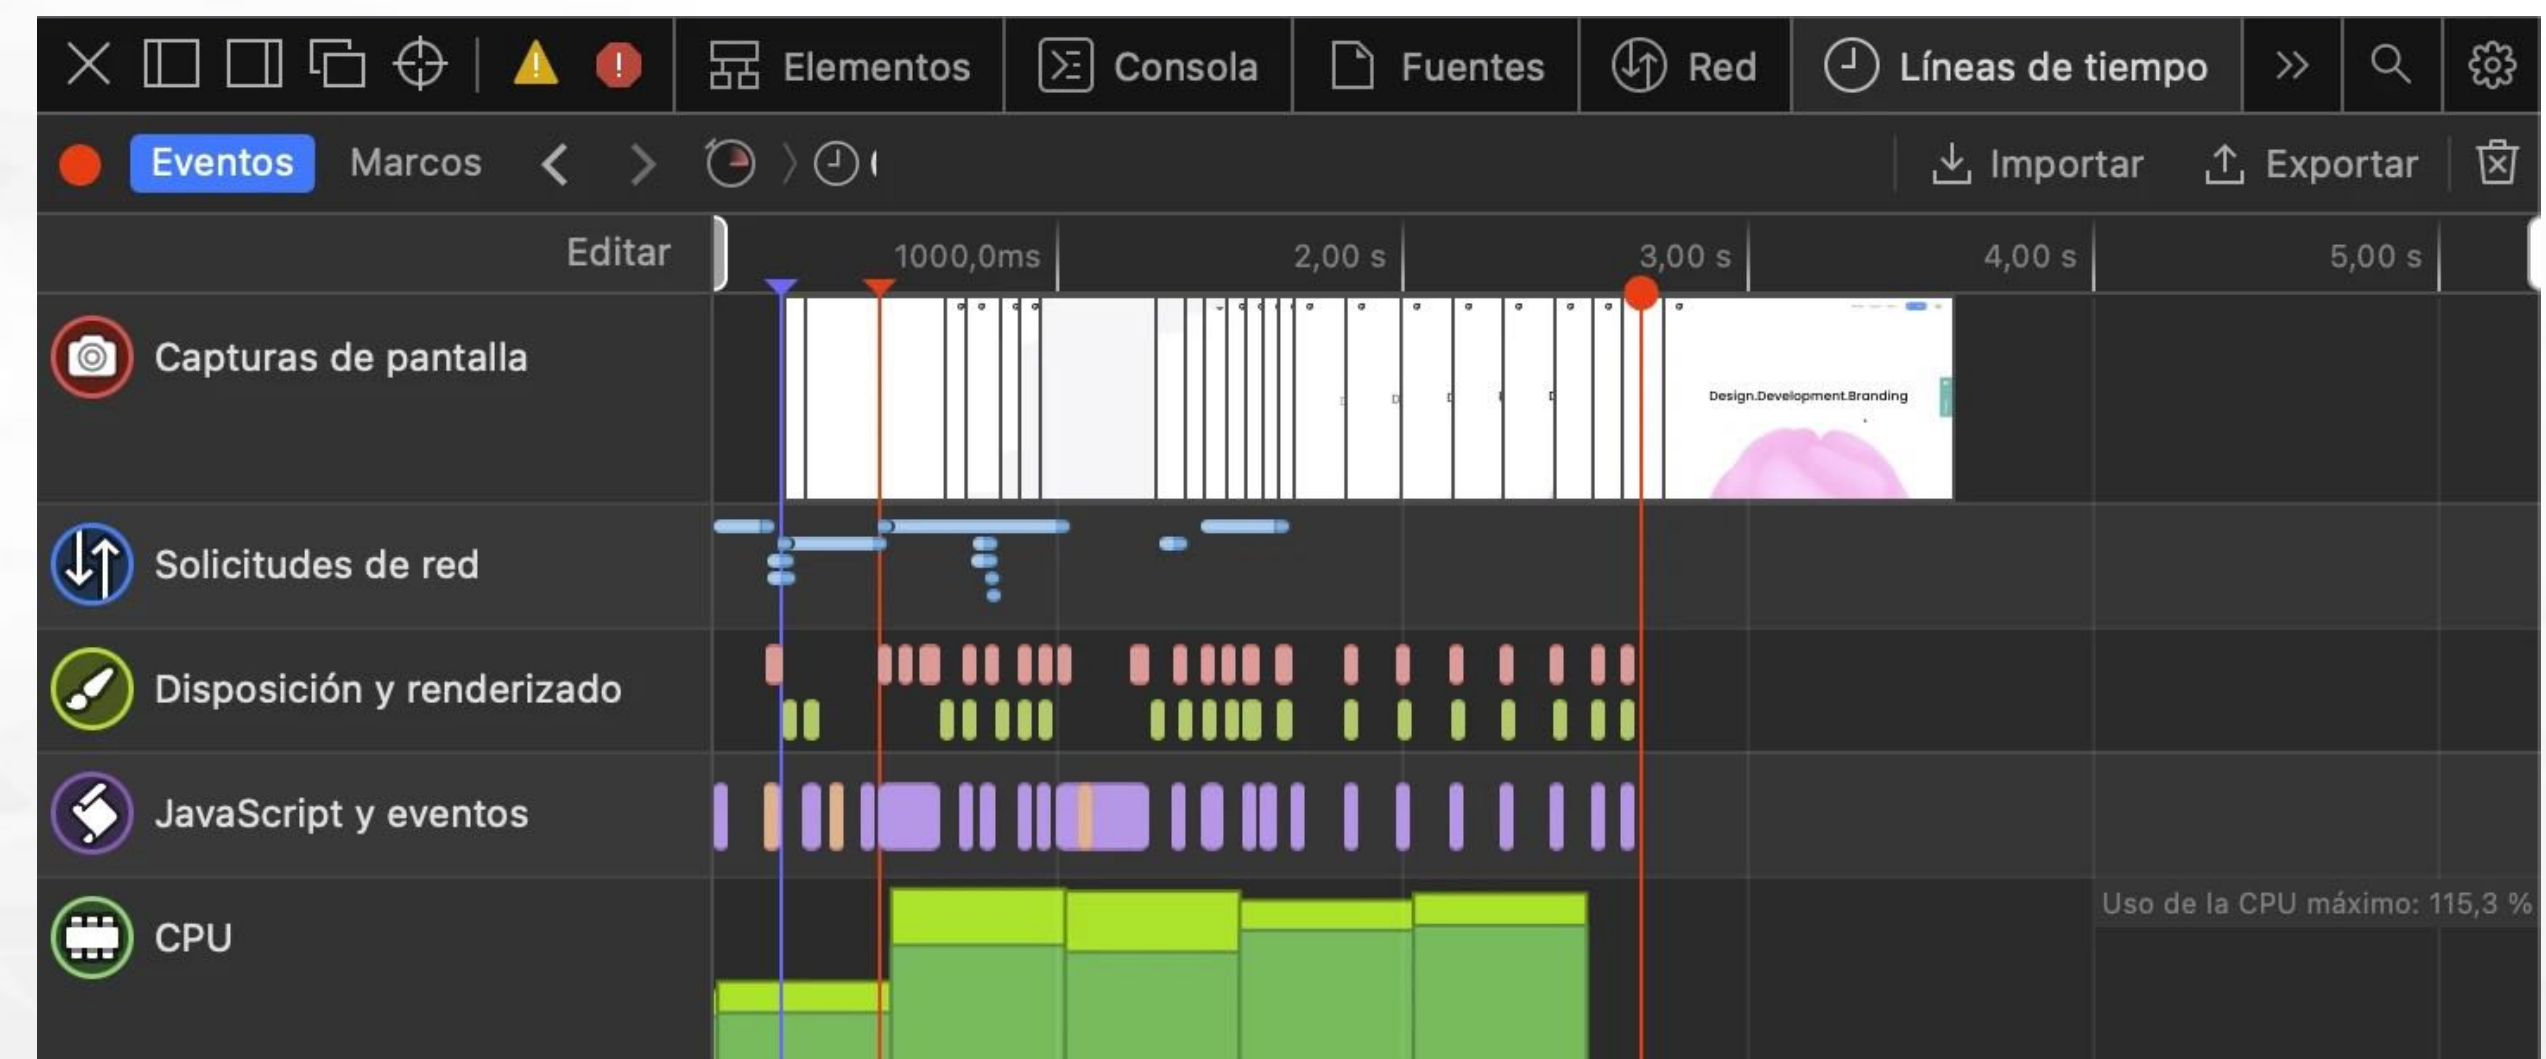 Elementos Consola Fuentes Red Líneas de tiempo
Eventos Marcos Importar Exportar
Editar 1000,0ms 2,00 s 3,00 s 4,00 s 5,00 s
Capturas de pantalla
Design.Development.Branding
Solicitudes de red
Disposición y renderizado
JavaScript y eventos
Uso de la CPU máximo: 115,3 %
CPU